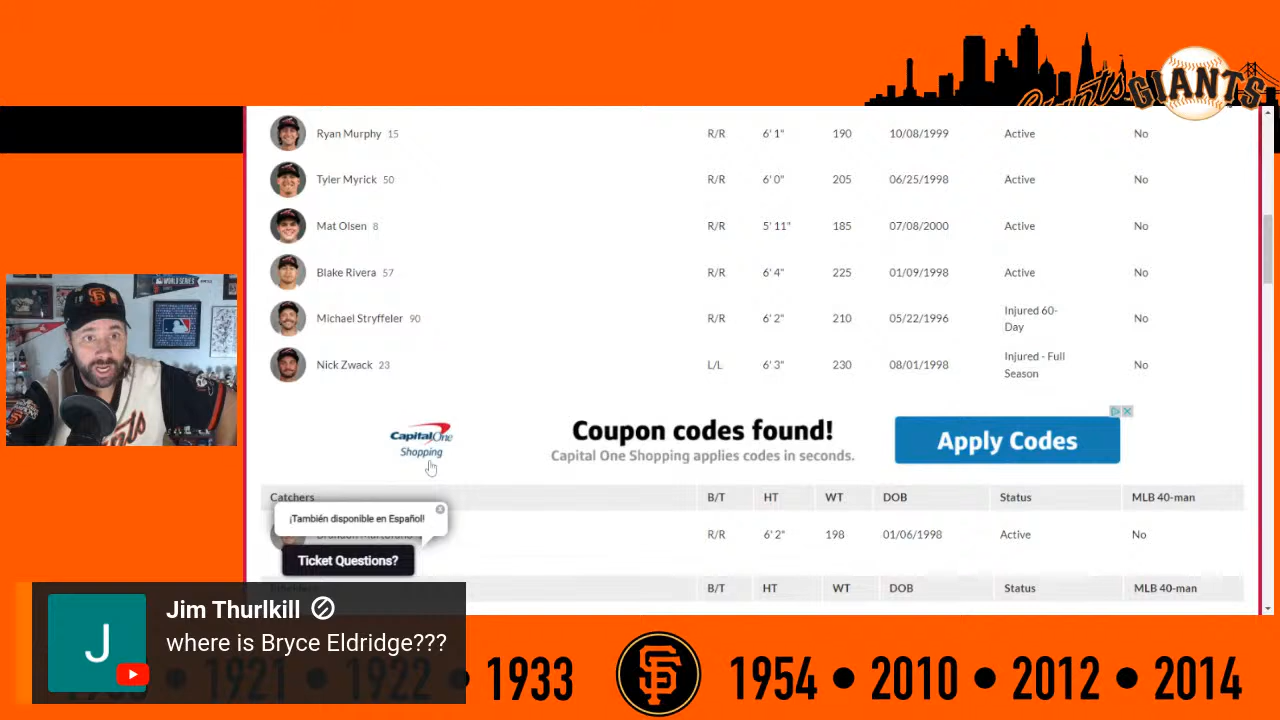 GIANTS
Ryan Murphy 15 R/R 6' 1" 190 10/08/1999 Active No
Tyler Myrick 50 R/R 6' 0" 205 06/25/1998 Active No
Mat Olsen 8 R/R 5' 11" 185 07/08/2000 Active No
Blake Rivera 57 R/R 6' 4" 225 01/09/1998 Active No
Michael Stryffeler 90 R/R 6' 2" 210 05/22/1996 Injured 60-
Day No
Nick Zwack 23 L/L 6' 3" 230 08/01/1998 Injured - Full
Season No
CapitalOne
Shopping
Coupon codes found!
Capital One Shopping applies codes in seconds.
Apply Codes
Catchers B/T HT WT DOB Status MLB 40-man
¡También disponible en Español!
R/R 6' 2" 198 01/06/1998 Active No
Ticket Questions?
B/T HT WT DOB Status MLB 40-man
J
Jim Thurlkill
where is Bryce Eldridge???
1921 • 1922 • 1933 SF 1954 • 2010 • 2012 • 2014